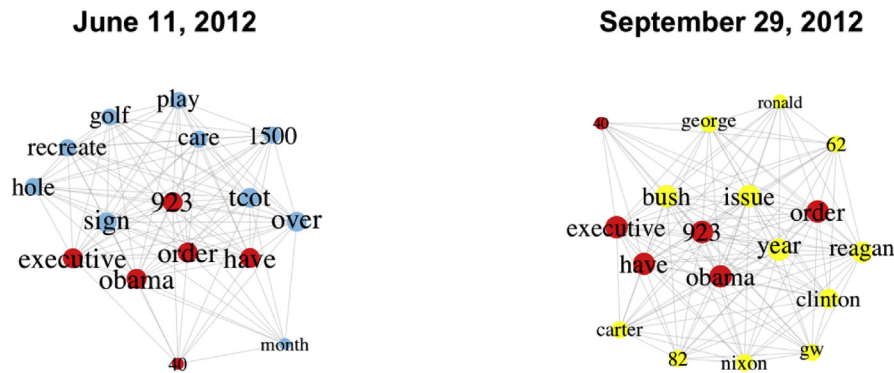 June 11, 2012
play
golf
care
1500
recreate
hole
923
tcot
sign
over
executive
order
have
obama
month
40
September 29, 2012
ronald
40
george
62
bush
issue
order
executive
923
year
reagan
have
obama
clinton
carter
82
nixon
gw